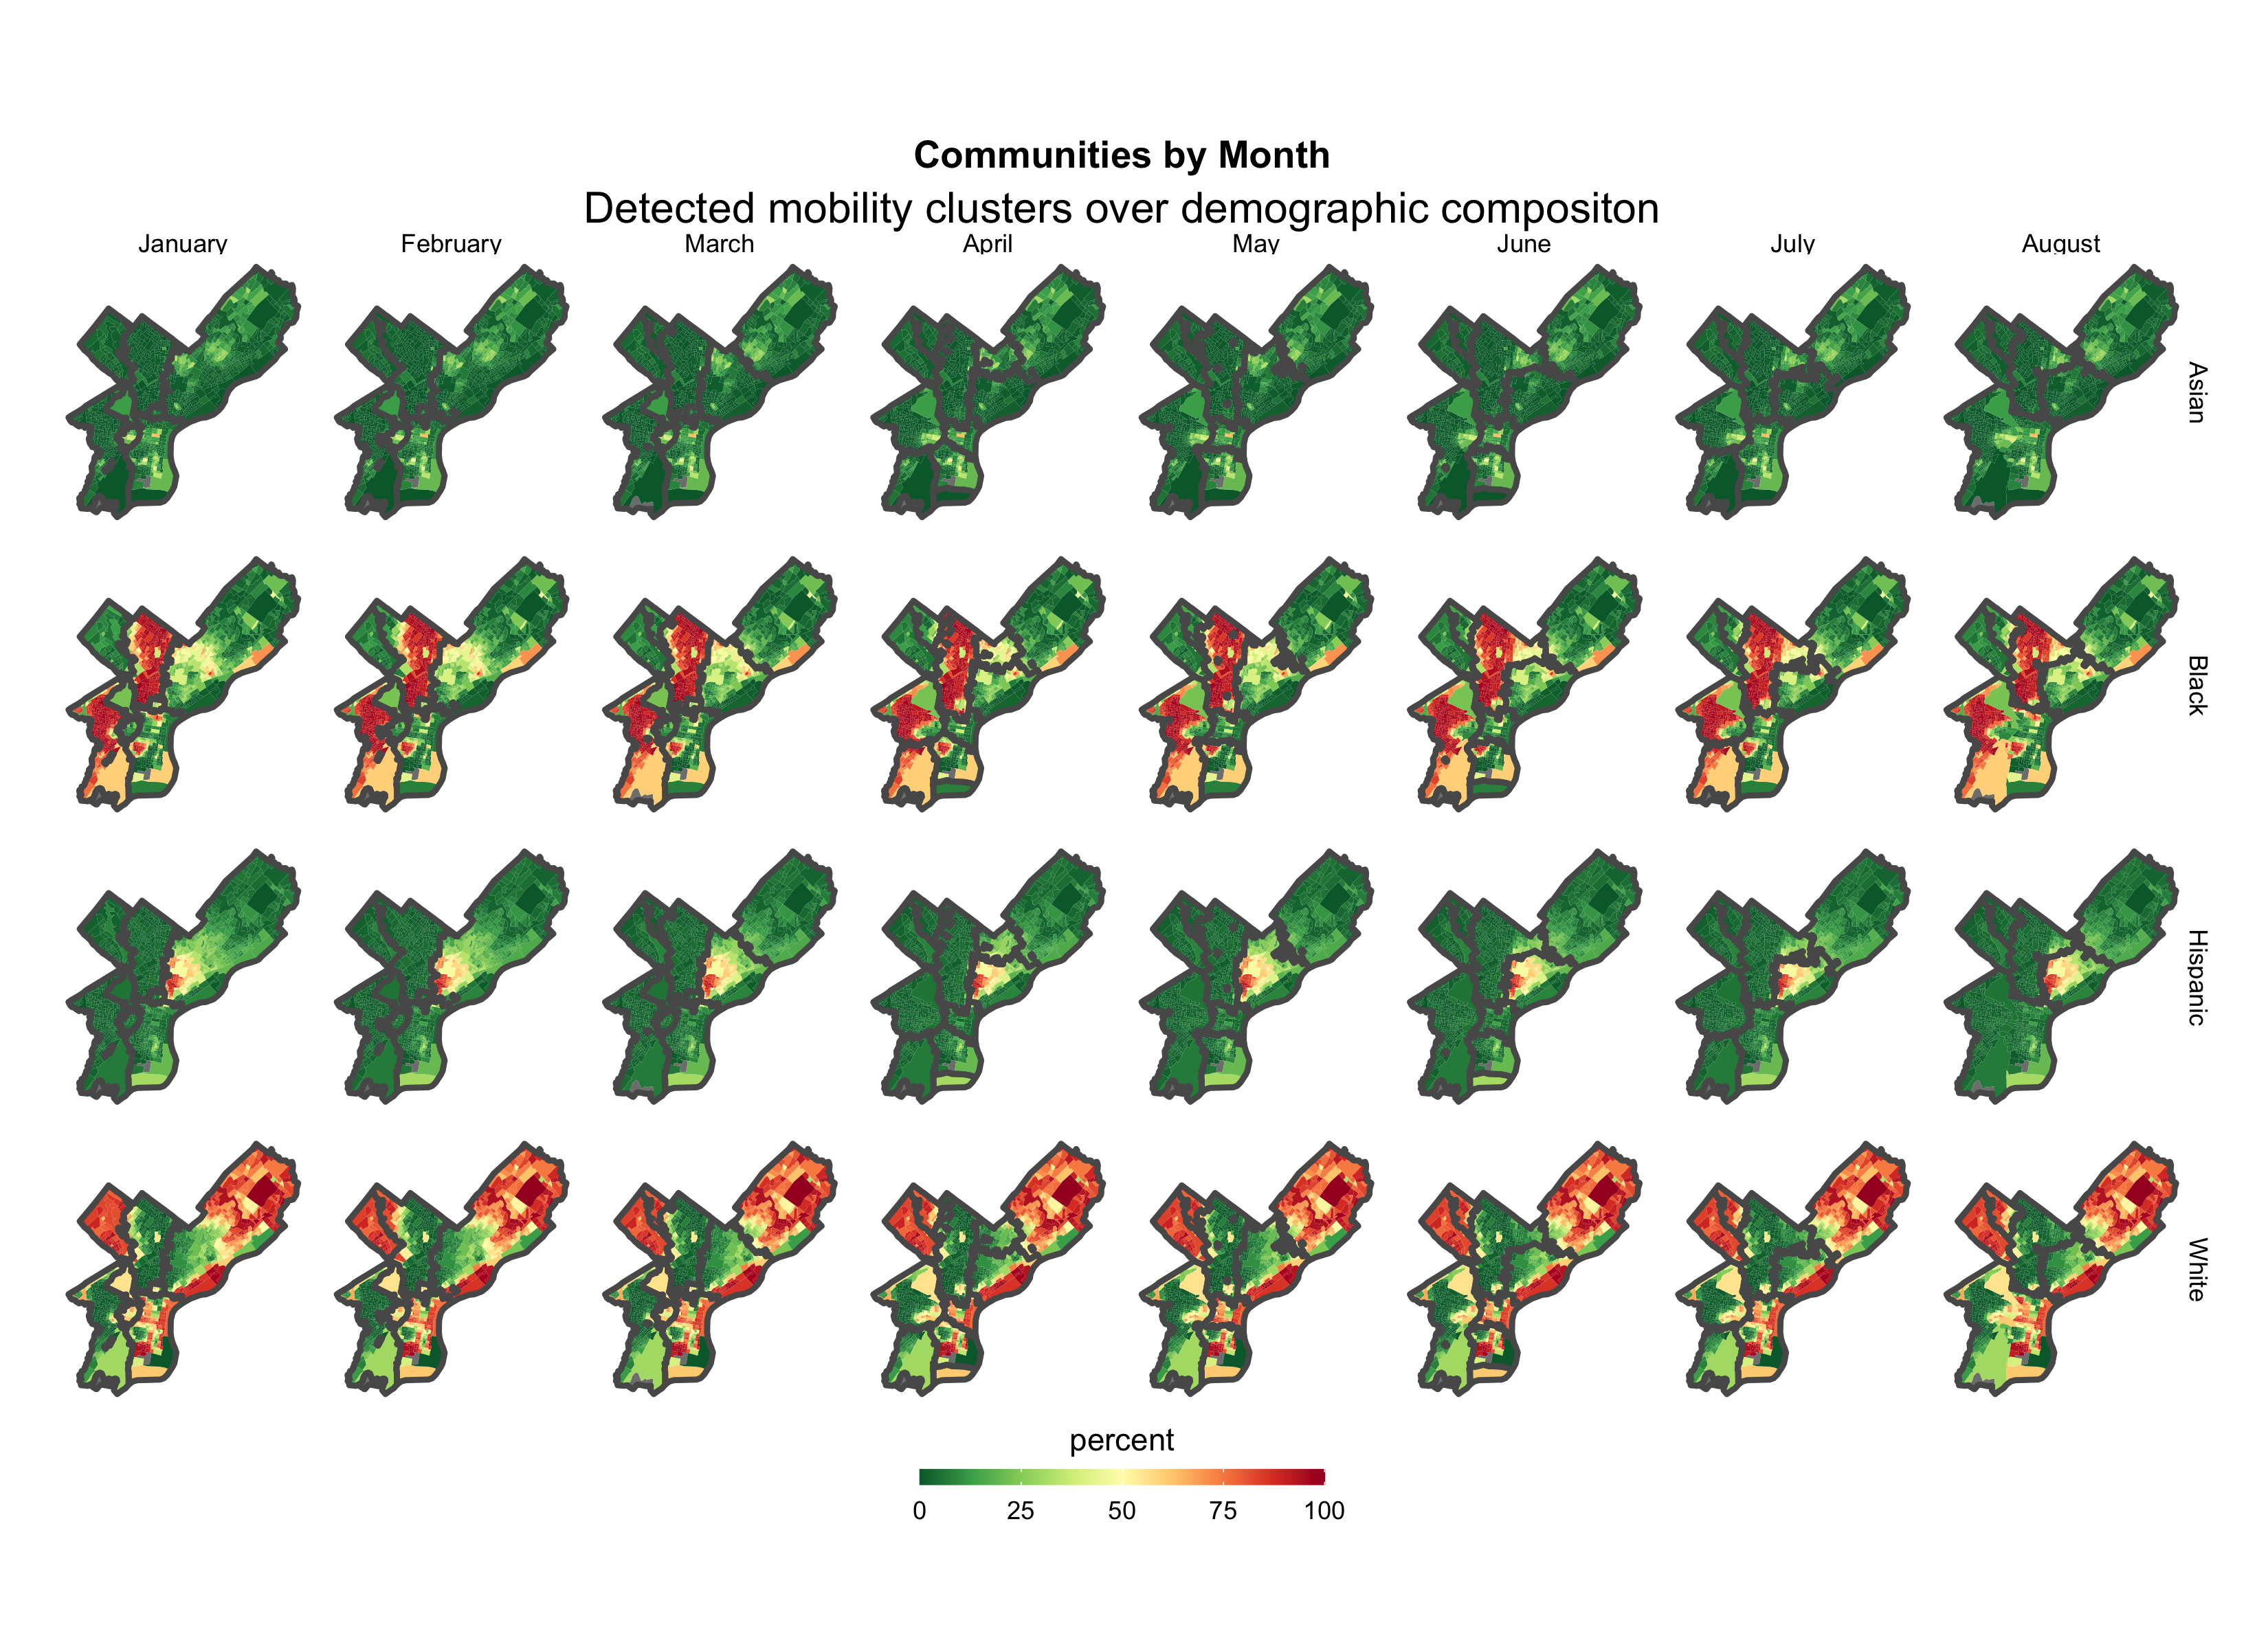 Communities by Month
Detected mobility clusters over demographic compositon
January February March April May June July August
Asian
Black
Hispanic
White
percent
0 25 50 75 100